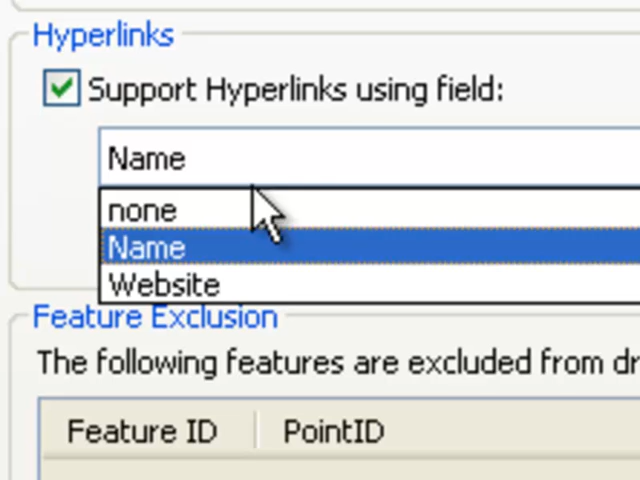 Hyperlinks
Support Hyperlinks using field:
Name
none
Name
Website
Feature Exclusion
The following features are excluded from
Feature ID PointID